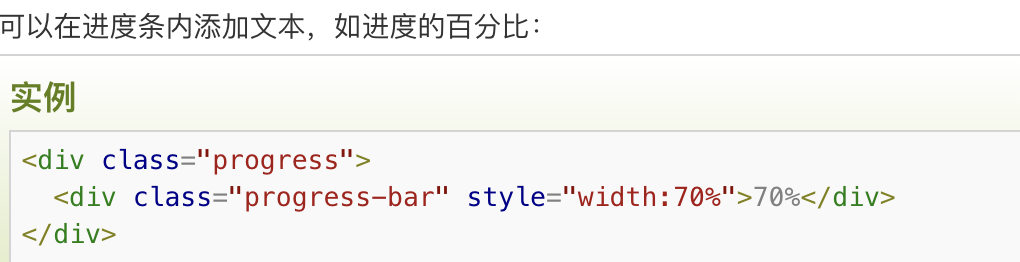 可以在进度条内添加文本，如进度的百分比：
实例
<div class="progress">
  <div class="progress-bar" style="width:70%">70%</div>
</div>